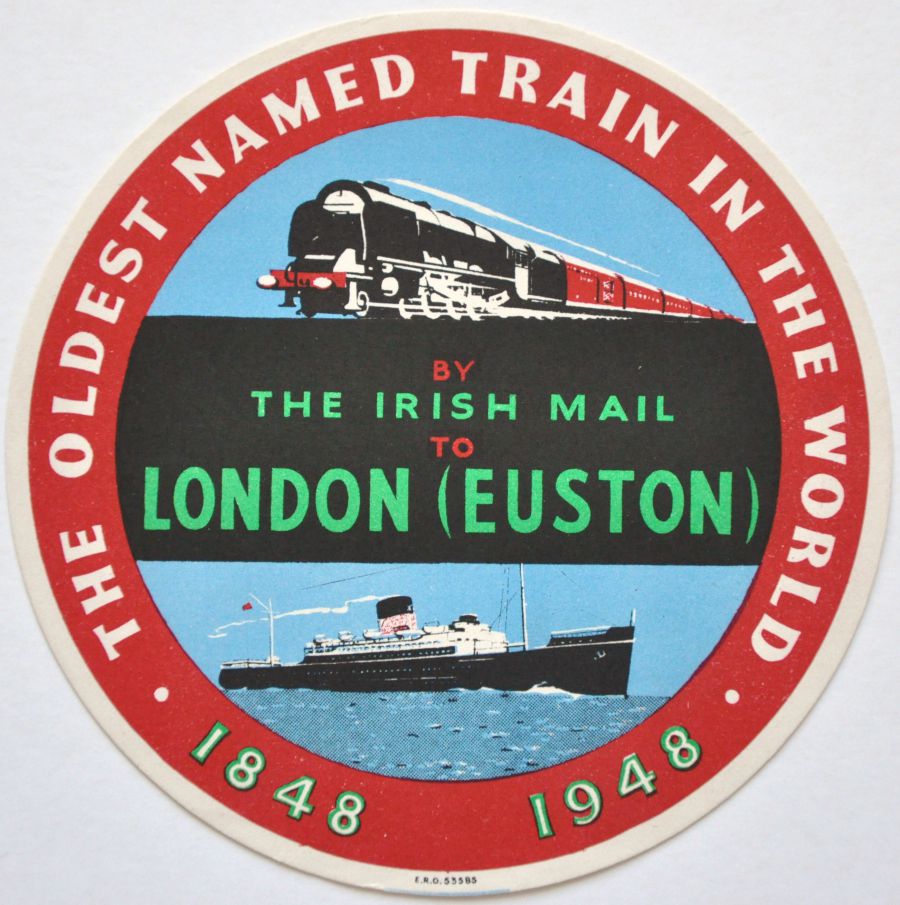 THE OLDEST NAMED TRAIN IN THE WORLD
BY
THE IRISH MAIL
TO
LONDON (EUSTON)
1848 1948
E.R.O. 53585